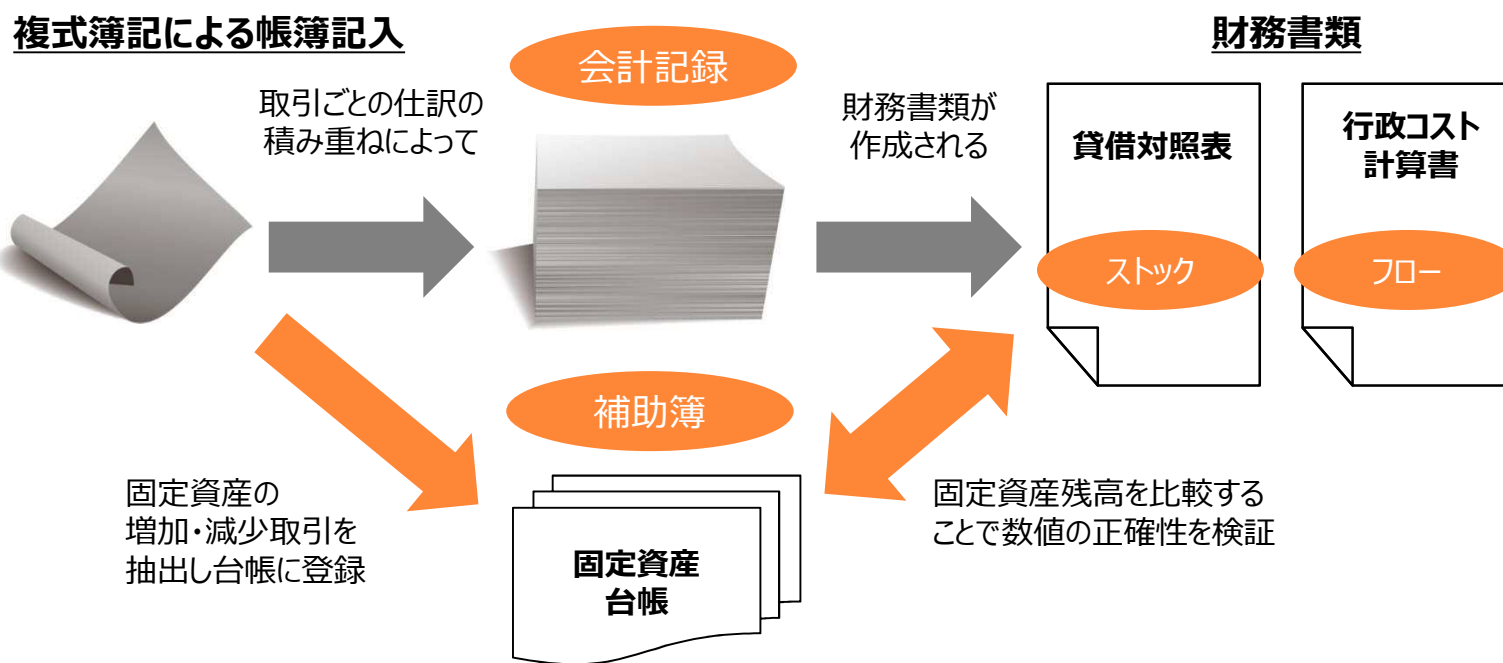 複式簿記による帳簿記入
会計記録
財務書類
取引ごとの仕訳の
積み重ねによって
財務書類が
作成される
貸借対照表
行政コスト
計算書
ストック
フロー
補助簿
固定資産の
増加・減少取引を
抽出し台帳に登録
固定資産
台帳
固定資産残高を比較する
ことで数値の正確性を検証